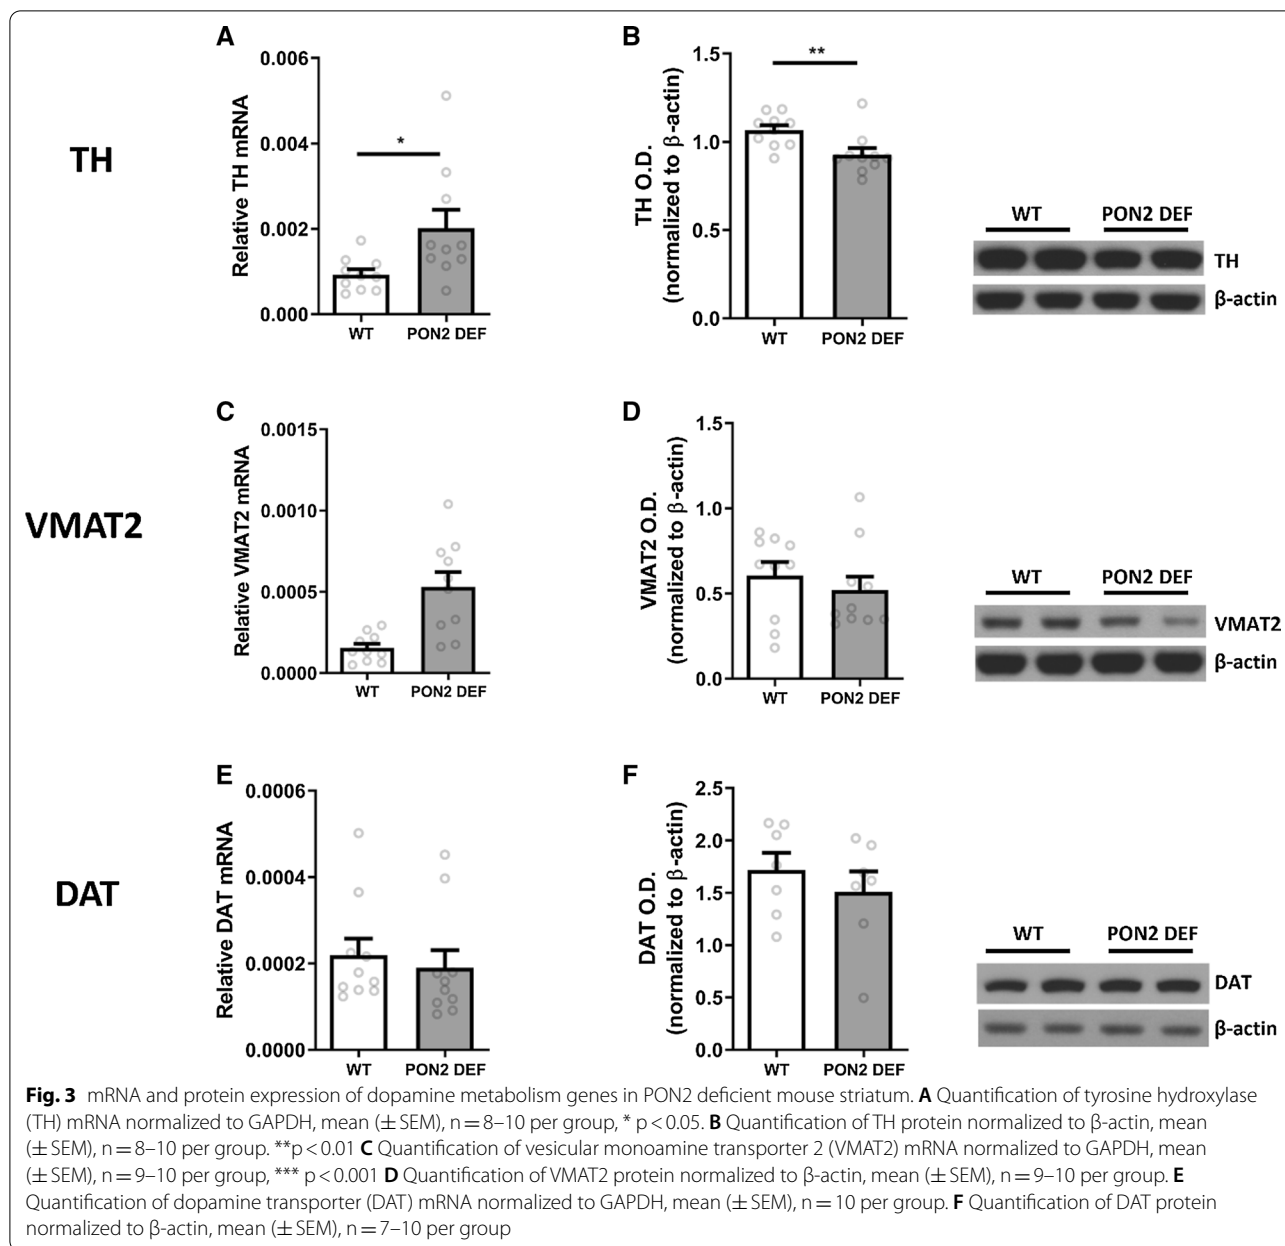 A
B
TH
Relative TH mRNA
0.006
0.004
0.002
0.000
*
WT
PON2 DEF
TH O.D.
(normalized to β-actin)
1.5
1.0
0.5
0.0
**
WT
PON2 DEF
WT
PON2 DEF
TH
β-actin
C
D
VMAT2
Relative VMAT2 mRNA
0.0015
0.0010
0.0005
0.0000
WT
PON2 DEF
VMAT2 O.D.
(normalized to β-actin)
1.5
1.0
0.5
0.0
WT
PON2 DEF
WT
PON2 DEF
VMAT2
β-actin
E
F
DAT
Relative DAT mRNA
0.0006
0.0004
0.0002
0.0000
WT
PON2 DEF
DAT O.D.
(normalized to β-actin)
2.5
2.0
1.5
1.0
0.5
0.0
WT
PON2 DEF
WT
PON2 DEF
DAT
β-actin
Fig. 3 mRNA and protein expression of dopamine metabolism genes in PON2 deficient mouse striatum. A Quantification of tyrosine hydroxylase
(TH) mRNA normalized to GAPDH, mean (± SEM), n = 8–10 per group, * p < 0.05. B Quantification of TH protein normalized to β-actin, mean
(± SEM), n = 8–10 per group. **p < 0.01 C Quantification of vesicular monoamine transporter 2 (VMAT2) mRNA normalized to GAPDH, mean
(± SEM), n = 9–10 per group, *** p < 0.001 D Quantification of VMAT2 protein normalized to β-actin, mean (± SEM), n = 9–10 per group. E
Quantification of dopamine transporter (DAT) mRNA normalized to GAPDH, mean (± SEM), n = 10 per group. F Quantification of DAT protein
normalized to β-actin, mean (± SEM), n = 7–10 per group